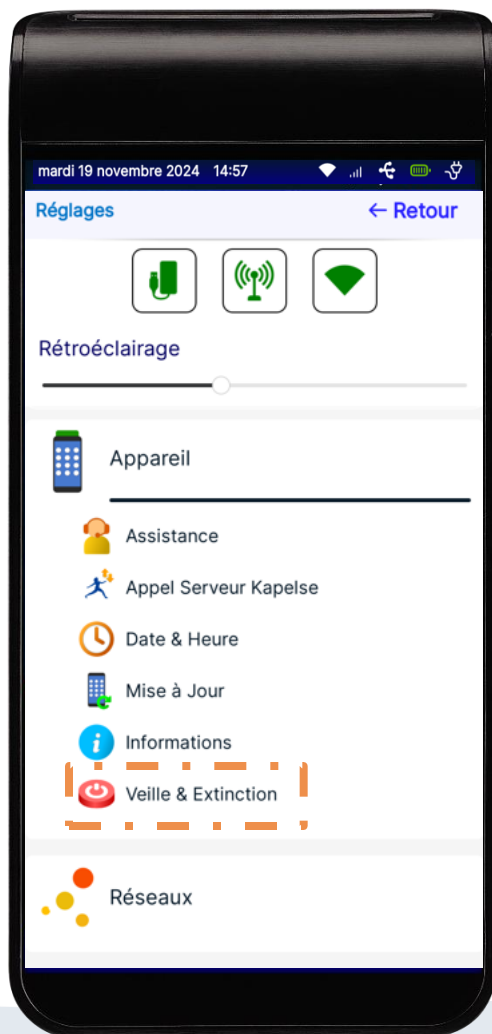 mardi 19 novembre 2024 14:57
Réglages ← Retour
Rétroéclairage
Appareil
Assistance
Appel Serveur Kapelse
Date & Heure
Mise à Jour
Informations
Veille & Extinction
Réseaux